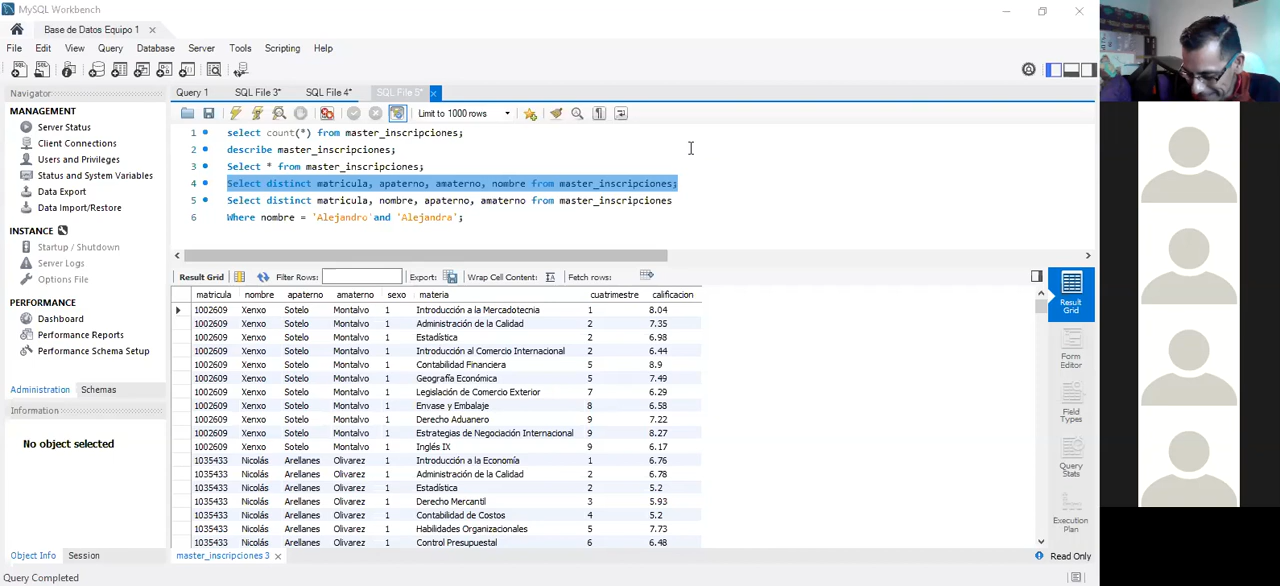 MySQL Workbench
Base de Datos Equipo 1
File Edit View Query Database Server Tools Scripting Help
Navigator
MANAGEMENT
Server Status
Client Connections
Users and Privileges
Status and System Variables
Data Export
Data Import/Restore
INSTANCE
Startup / Shutdown
Server Logs
Options File
PERFORMANCE
Dashboard
Performance Reports
Performance Schema Setup
Administration Schemas
Information
No object selected
Object Info Session
Query Completed
Query 1 SQL File 3* SQL File 4* SQL File 5*
Limit to 1000 rows
1 select count(*) from master_inscripciones;
2 describe master_inscripciones;
3 Select * from master_inscripciones;
4 Select distinct matricula, apaterno, amaterno, nombre from master_inscripciones;
5 Select distinct matricula, nombre, apaterno, amaterno from master_inscripciones
6 Where nombre = 'Alejandro'and 'Alejandra';
Result Grid Filter Rows: Export: Wrap Cell Content: Fetch rows:
matricula nombre apaterno amaterno sexo materia cuatrimestre calificacion
1002609 Xenxo Sotelo Montalvo 1 Introducción a la Mercadotecnia 1 8.04
1002609 Xenxo Sotelo Montalvo 1 Administración de la Calidad 2 7.35
1002609 Xenxo Sotelo Montalvo 1 Estadística 2 6.98
1002609 Xenxo Sotelo Montalvo 1 Introducción al Comercio Internacional 2 6.44
1002609 Xenxo Sotelo Montalvo 1 Contabilidad Financiera 5 8.9
1002609 Xenxo Sotelo Montalvo 1 Geografía Económica 5 7.49
1002609 Xenxo Sotelo Montalvo 1 Legislación de Comercio Exterior 7 6.29
1002609 Xenxo Sotelo Montalvo 1 Envase y Embalaje 8 6.58
1002609 Xenxo Sotelo Montalvo 1 Derecho Aduanero 9 7.22
1002609 Xenxo Sotelo Montalvo 1 Estrategias de Negociación Internacional 9 8.27
1002609 Xenxo Sotelo Montalvo 1 Inglés IX 9 6.17
1035433 Nicolás Arellanes Olivarez 1 Introducción a la Economía 1 6.76
1035433 Nicolás Arellanes Olivarez 1 Administración de la Calidad 2 6.78
1035433 Nicolás Arellanes Olivarez 1 Estadística 2 5.2
1035433 Nicolás Arellanes Olivarez 1 Derecho Mercantil 3 5.93
1035433 Nicolás Arellanes Olivarez 1 Contabilidad de Costos 4 5.2
1035433 Nicolás Arellanes Olivarez 1 Habilidades Organizacionales 5 7.73
1035433 Nicolás Arellanes Olivarez 1 Control Presupuestal 6 6.48
master_inscripciones 3
Result
Grid
Form
Editor
Field
Types
Query
Stats
Execution
Plan
Read Only